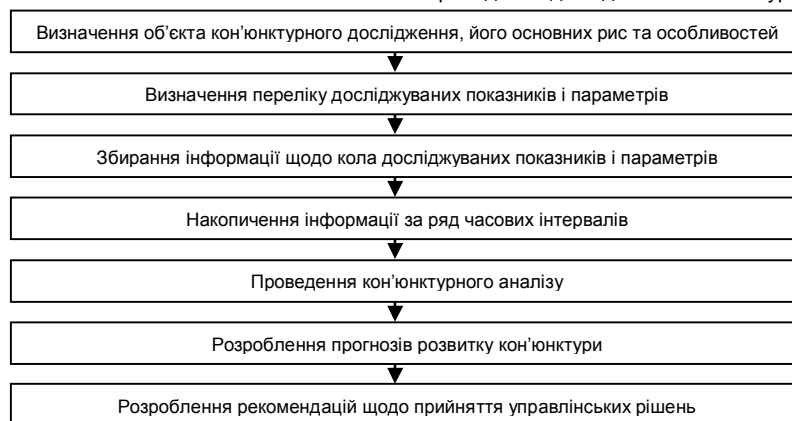 Визначення об’єкта кон’юнктурного дослідження, його основних рис та особливостей
Визначення переліку досліджуваних показників і параметрів
Збирання інформації щодо кола досліджуваних показників і параметрів
Накопичення інформації за ряд часових інтервалів
Проведення кон’юнктурного аналізу
Розроблення прогнозів розвитку кон’юнктури
Розроблення рекомендацій щодо прийняття управлінських рішень